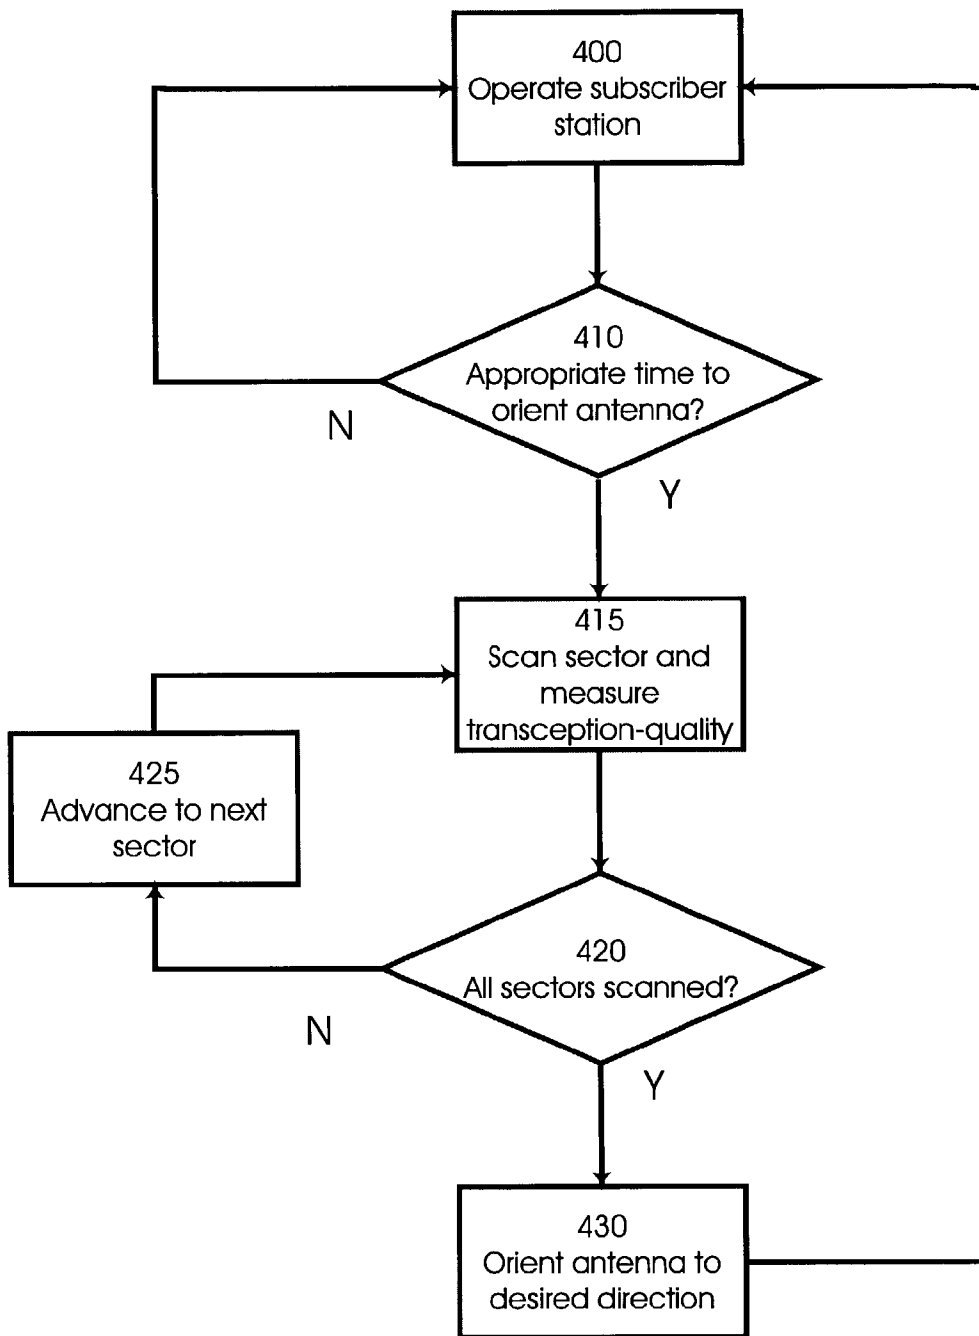 400
Operate subscriber
station
410
Appropriate time to
orient antenna?
N
Y
415
Scan sector and
measure
transception-quality
425
Advance to next
sector
420
All sectors scanned?
N
Y
430
Orient antenna to
desired direction